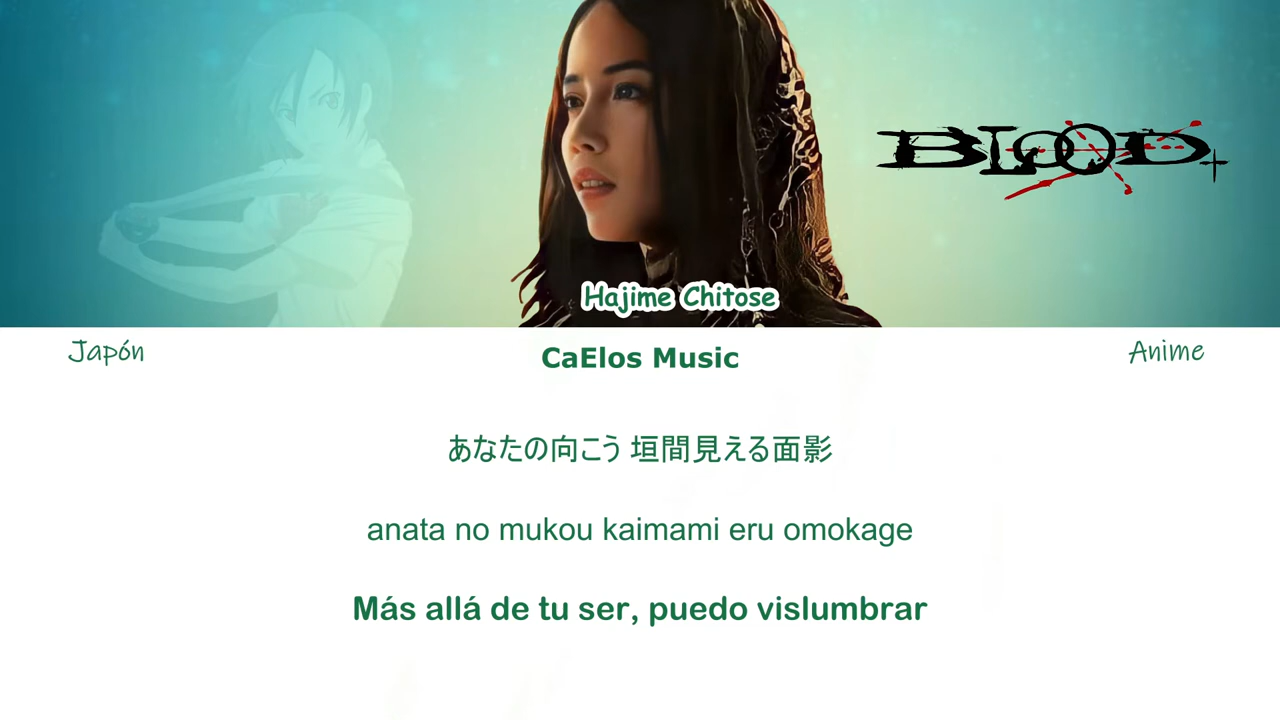 BLOOD+
Hajime Chitose
Japón
CaElos Music
Anime
あなたの向こう 垣間見える面影
anata no mukou kaimami eru omokage
Más allá de tu ser, puedo vislumbrar